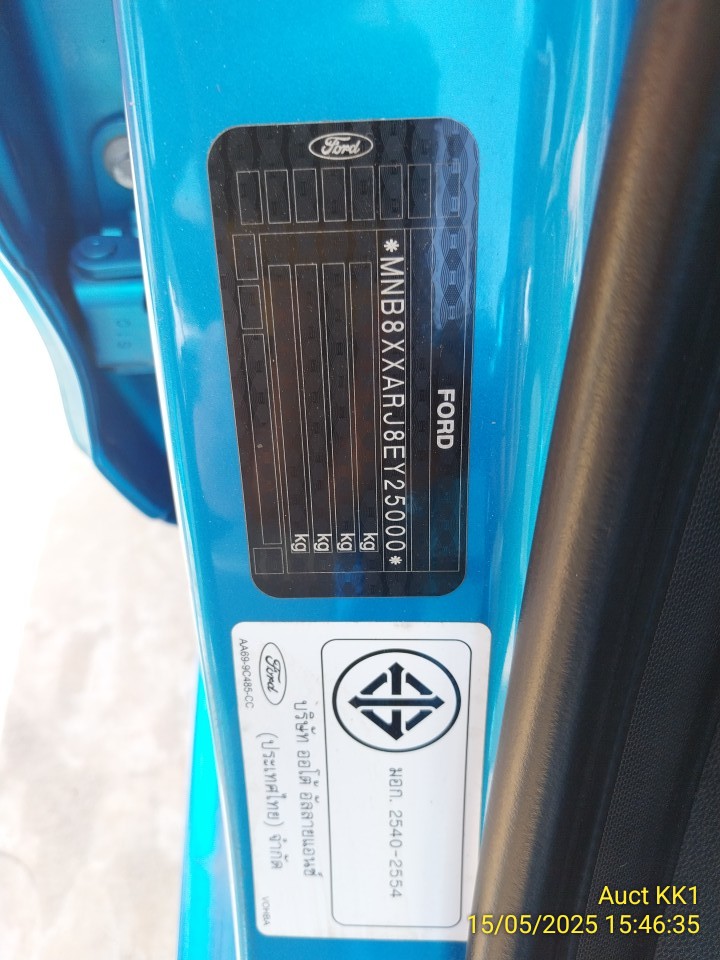 Ford
FORD
*MNB8XXARJ8EY25000*
kg
kg
kg
kg
มอก. 2540-2554
Ford
บริษัท ออโต้ อัลลายแอนซ์
(ประเทศไทย) จำกัด
AA69-9C485-CC
VOHBA
Auct KK1
15/05/2025 15:46:35